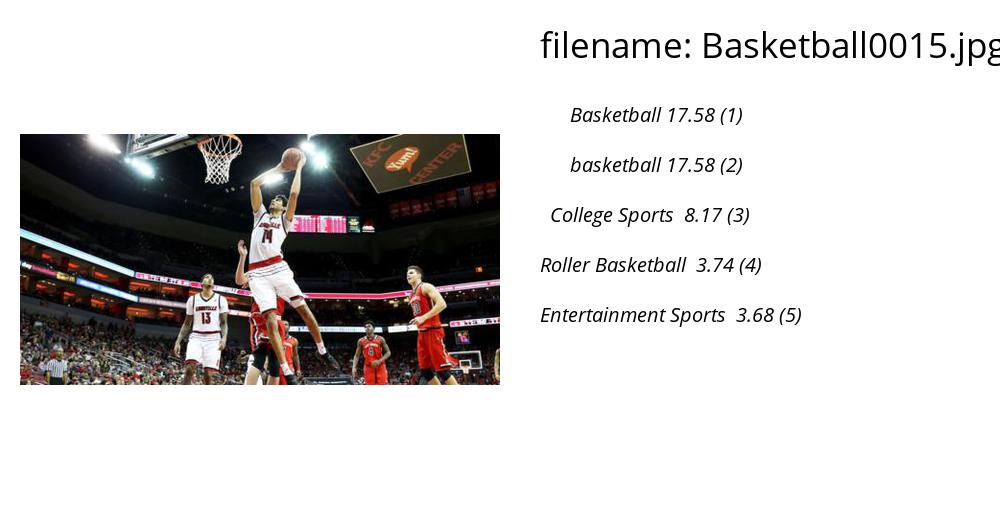 filename: Basketball0015.jpg
Basketball 17.58 (1)
basketball 17.58 (2)
College Sports 8.17 (3)
Roller Basketball 3.74 (4)
Entertainment Sports 3.68 (5)
KFC
Yum!
CENTER
LOUISVILLE
14
13